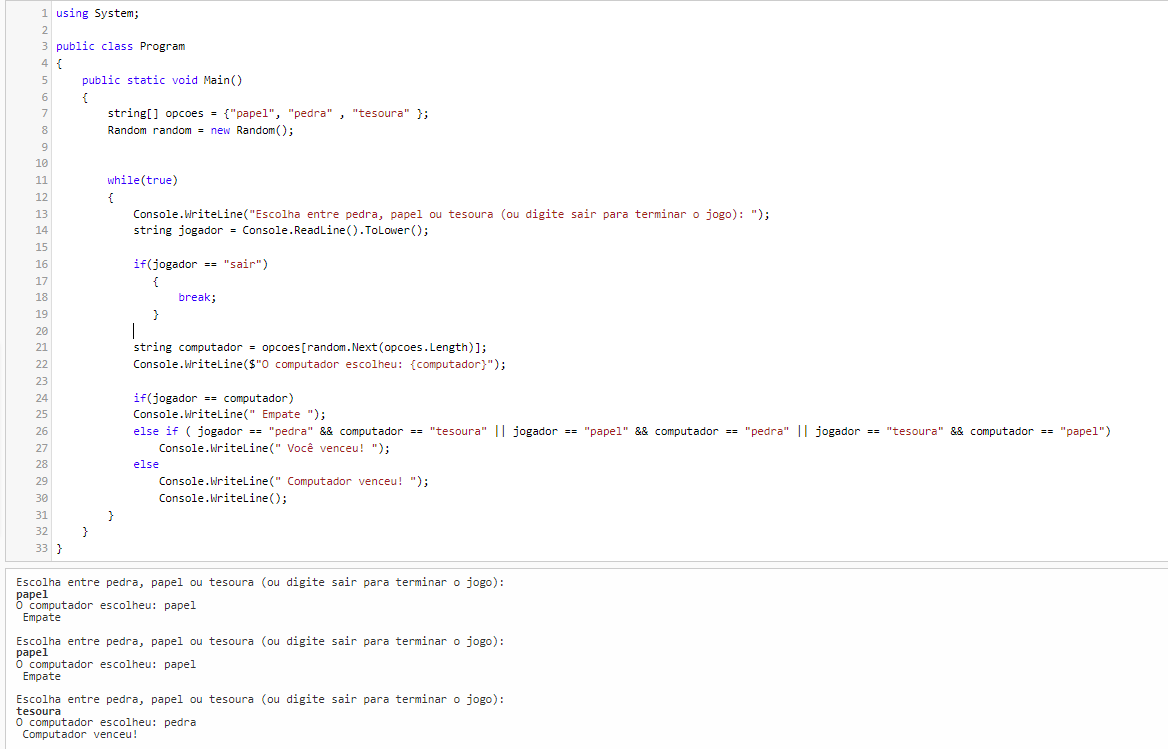 1 using System;
2
3 public class Program
4 {
5     public static void Main()
6     {
7         string[] opcoes = {"papel", "pedra" , "tesoura" };
8         Random random = new Random();
9
10
11         while(true)
12         {
13             Console.WriteLine("Escolha entre pedra, papel ou tesoura (ou digite sair para terminar o jogo): ");
14             string jogador = Console.ReadLine().ToLower();
15
16             if(jogador == "sair")
17                {
18                    break;
19                }
20
21             string computador = opcoes[random.Next(opcoes.Length)];
22             Console.WriteLine($"O computador escolheu: {computador}");
23
24             if(jogador == computador)
25             Console.WriteLine(" Empate ");
26             else if ( jogador == "pedra" && computador == "tesoura" || jogador == "papel" && computador == "pedra" || jogador == "tesoura" && computador == "papel")
27                 Console.WriteLine(" Você venceu! ");
28             else
29                 Console.WriteLine(" Computador venceu! ");
30                 Console.WriteLine();
31         }
32     }
33 }
Escolha entre pedra, papel ou tesoura (ou digite sair para terminar o jogo):
papel
O computador escolheu: papel
 Empate
Escolha entre pedra, papel ou tesoura (ou digite sair para terminar o jogo):
papel
O computador escolheu: papel
 Empate
Escolha entre pedra, papel ou tesoura (ou digite sair para terminar o jogo):
tesoura
O computador escolheu: pedra
 Computador venceu!